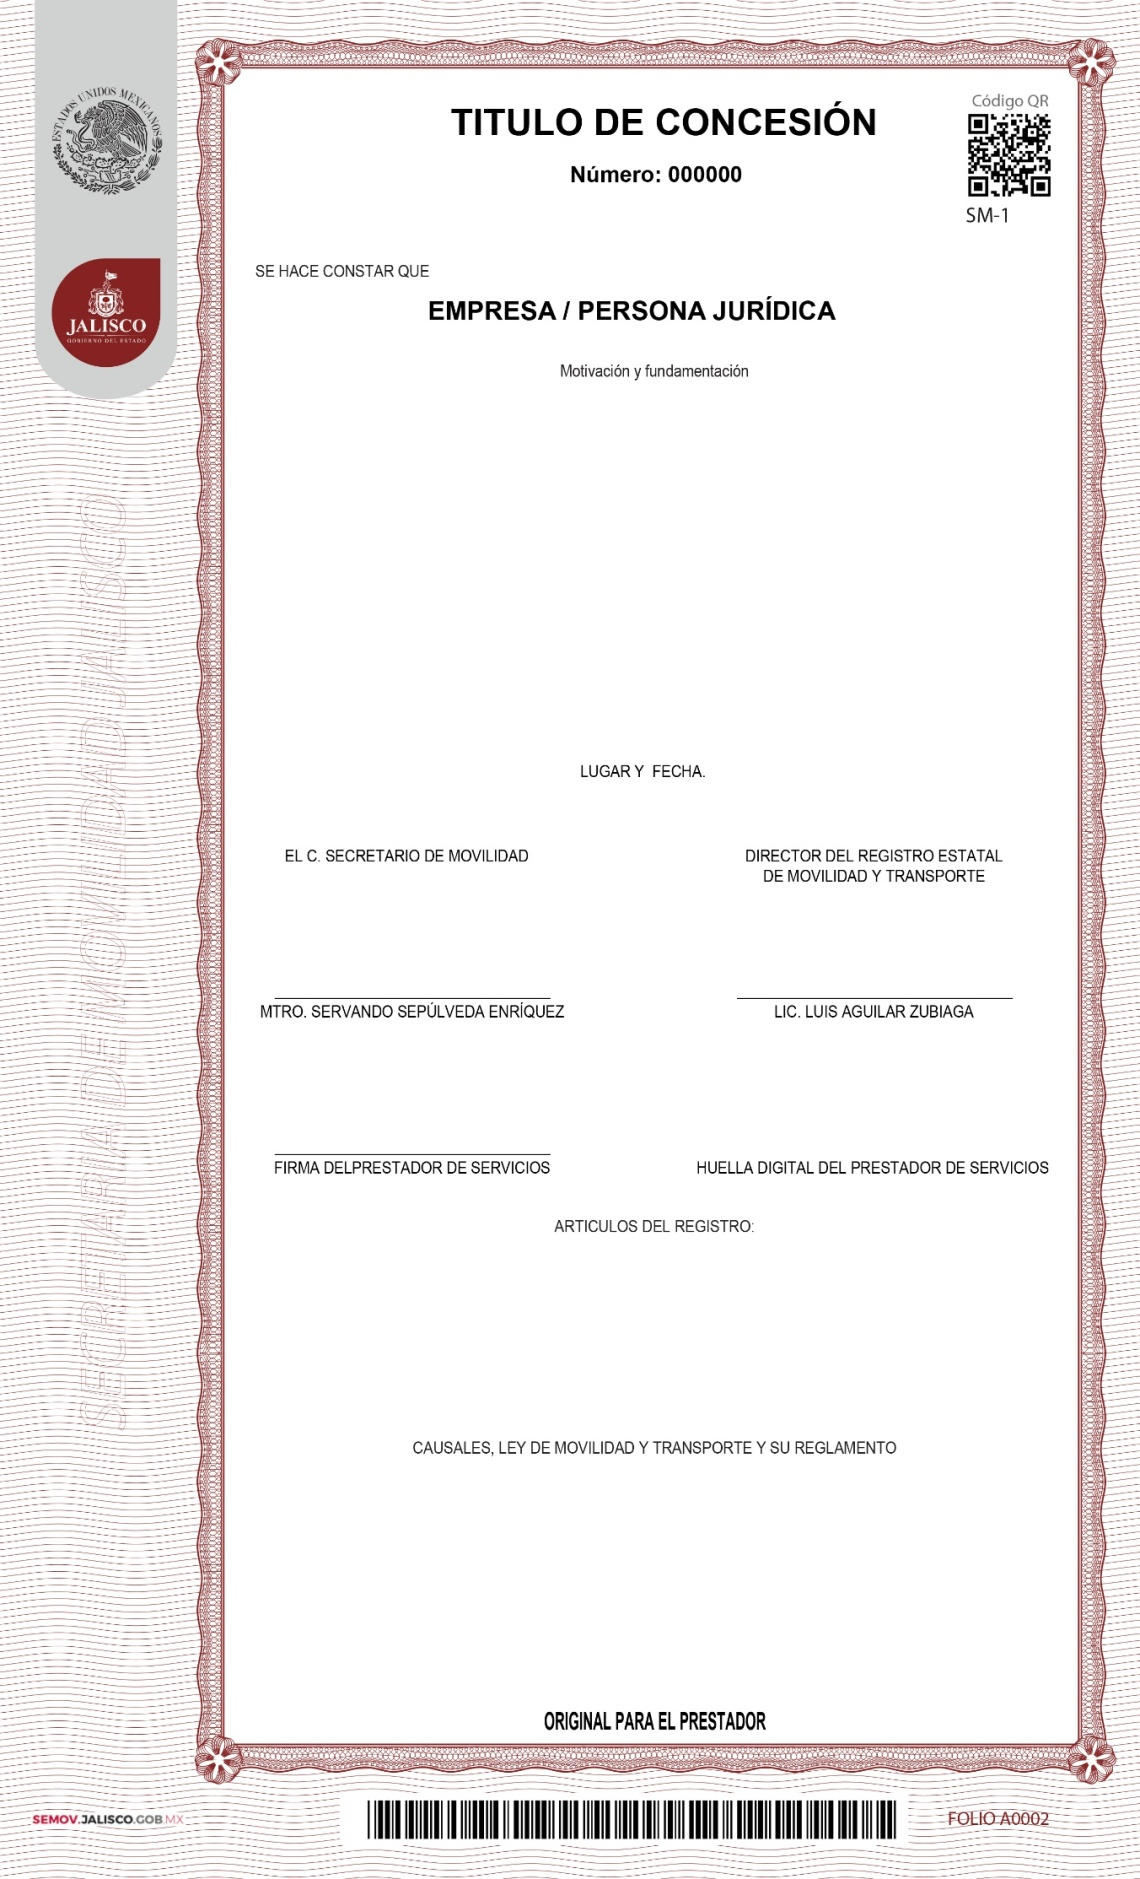 ESTADOS UNIDOS MEXICANOS
JALISCO
GOBIERNO DEL ESTADO
TITULO DE CONCESIÓN
Número: 000000
Código QR
SM-1
SE HACE CONSTAR QUE
EMPRESA / PERSONA JURÍDICA
Motivación y fundamentación
LUGAR Y  FECHA.
EL C. SECRETARIO DE MOVILIDAD
DIRECTOR DEL REGISTRO ESTATAL
DE MOVILIDAD Y TRANSPORTE
MTRO. SERVANDO SEPÚLVEDA ENRÍQUEZ
LIC. LUIS AGUILAR ZUBIAGA
FIRMA DELPRESTADOR DE SERVICIOS
HUELLA DIGITAL DEL PRESTADOR DE SERVICIOS
ARTICULOS DEL REGISTRO:
CAUSALES, LEY DE MOVILIDAD Y TRANSPORTE Y SU REGLAMENTO
ORIGINAL PARA EL PRESTADOR
SECRETARIA DE MOVILIDAD JALISCO
SEMOV.JALISCO.GOB.MX
FOLIO A0002